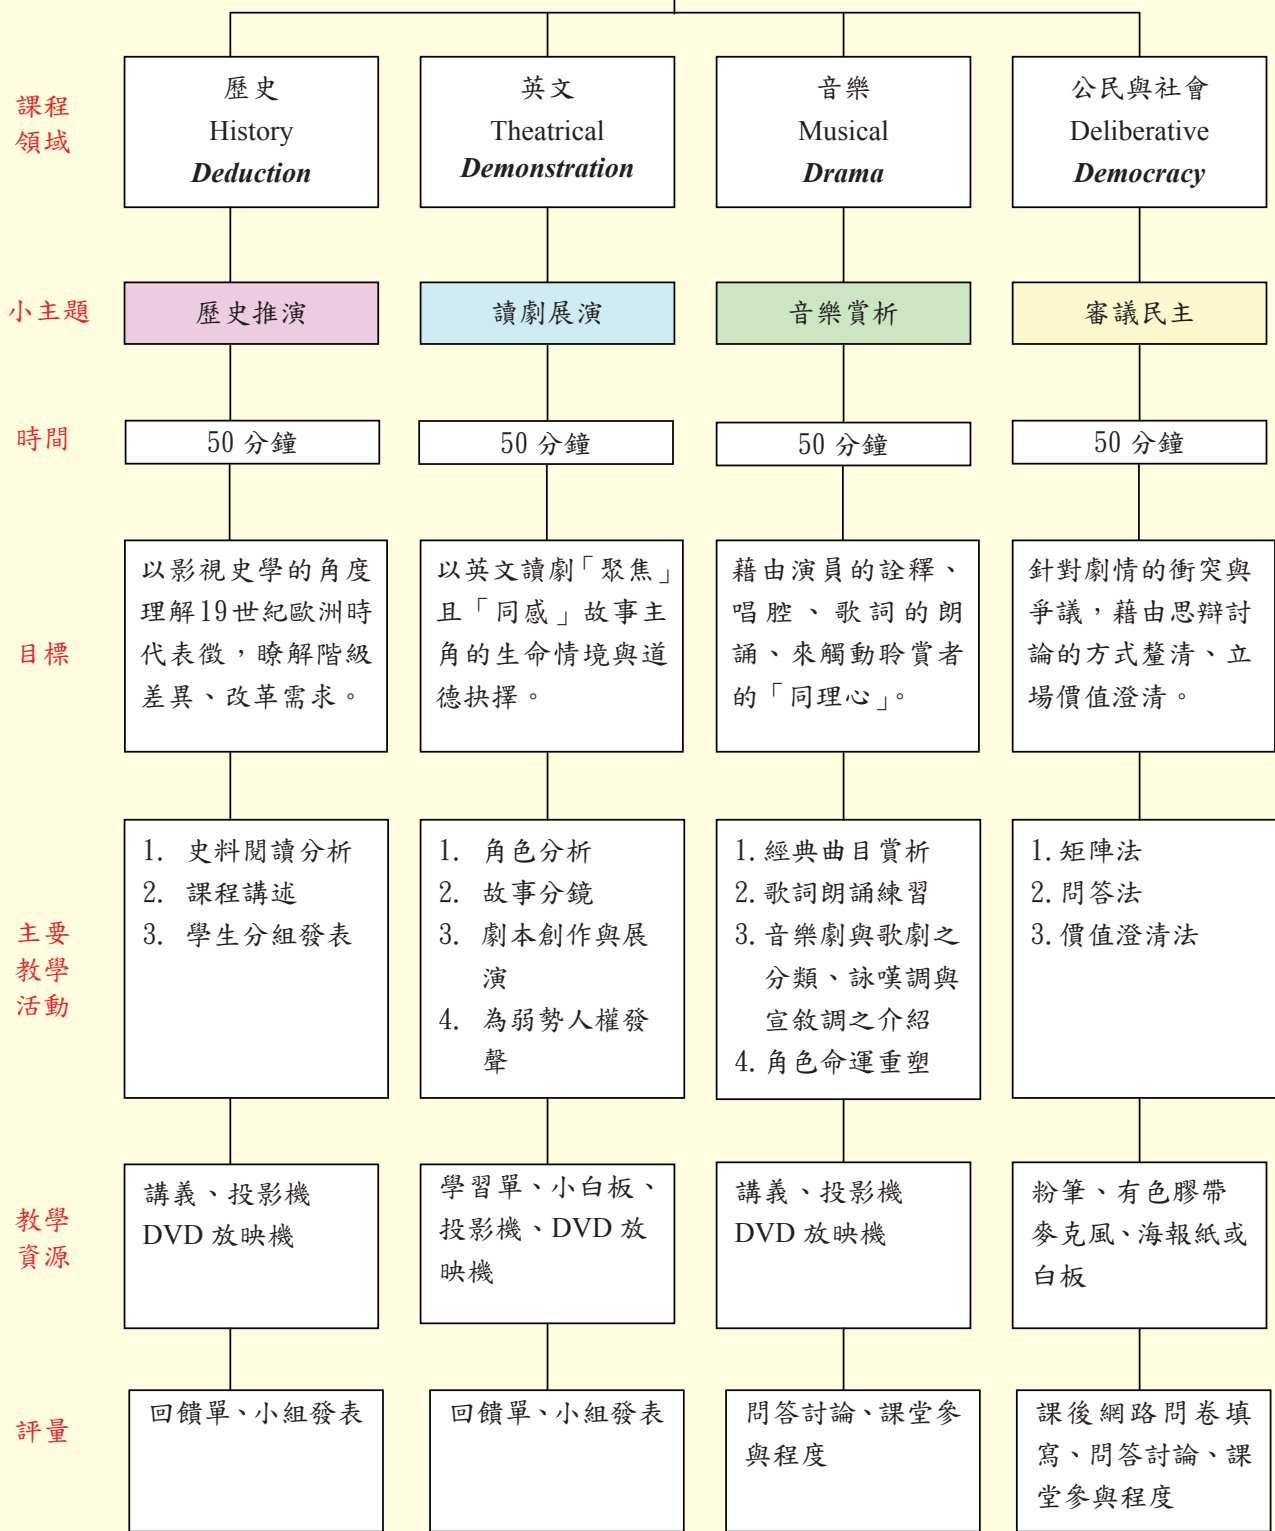 課程
領域
歷史
History
Deduction
英文
Theatrical
Demonstration
音樂
Musical
Drama
公民與社會
Deliberative
Democracy
小主題
歷史推演
讀劇展演
音樂賞析
審議民主
時間
50 分鐘
50 分鐘
50 分鐘
50 分鐘
目標
以影視史學的角度
理解19世紀歐洲時
代表徵，瞭解階級
差異、改革需求。
以英文讀劇「聚焦」
且「同感」故事主
角的生命情境與道
德抉擇。
藉由演員的詮釋、
唱腔、歌詞的朗
誦、來觸動聆賞者
的「同理心」。
針對劇情的衝突與
爭議，藉由思辯討
論的方式釐清、立
場價值澄清。
主要
教學
活動
1. 史料閱讀分析
2. 課程講述
3. 學生分組發表
1. 角色分析
2. 故事分鏡
3. 劇本創作與展
演
4. 為弱勢人權發
聲
1. 經典曲目賞析
2. 歌詞朗誦練習
3. 音樂劇與歌劇之
分類、詠嘆調與
宣敘調之介紹
4. 角色命運重塑
1. 矩陣法
2. 問答法
3. 價值澄清法
教學
資源
講義、投影機
DVD 放映機
學習單、小白板、
投影機、DVD 放
映機
講義、投影機
DVD 放映機
粉筆、有色膠帶
麥克風、海報紙或
白板
評量
回饋單、小組發表
回饋單、小組發表
問答討論、課堂參
與程度
課後網路問卷填
寫、問答討論、課
堂參與程度